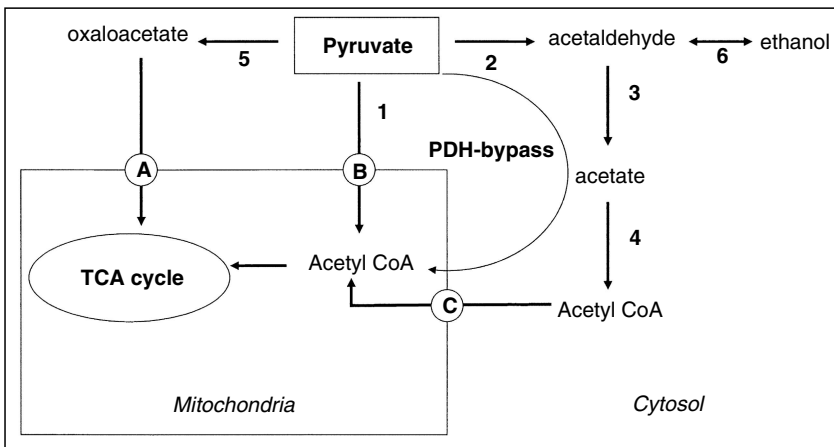 oxaloacetate
5
Pyruvate
2
acetaldehyde
6
ethanol
1
3
PDH-bypass
A
B
acetate
4
TCA cycle
Acetyl CoA
C
Acetyl CoA
Mitochondria
Cytosol